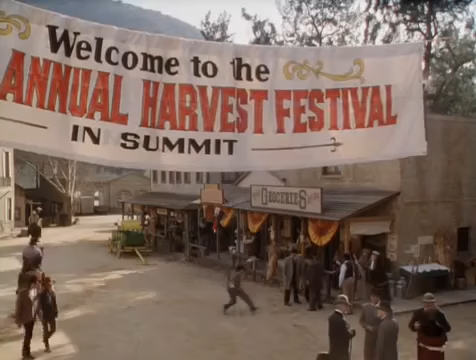 Welcome to the
ANNUAL HARVEST FESTIVAL
IN SUMMIT
GROCERIES